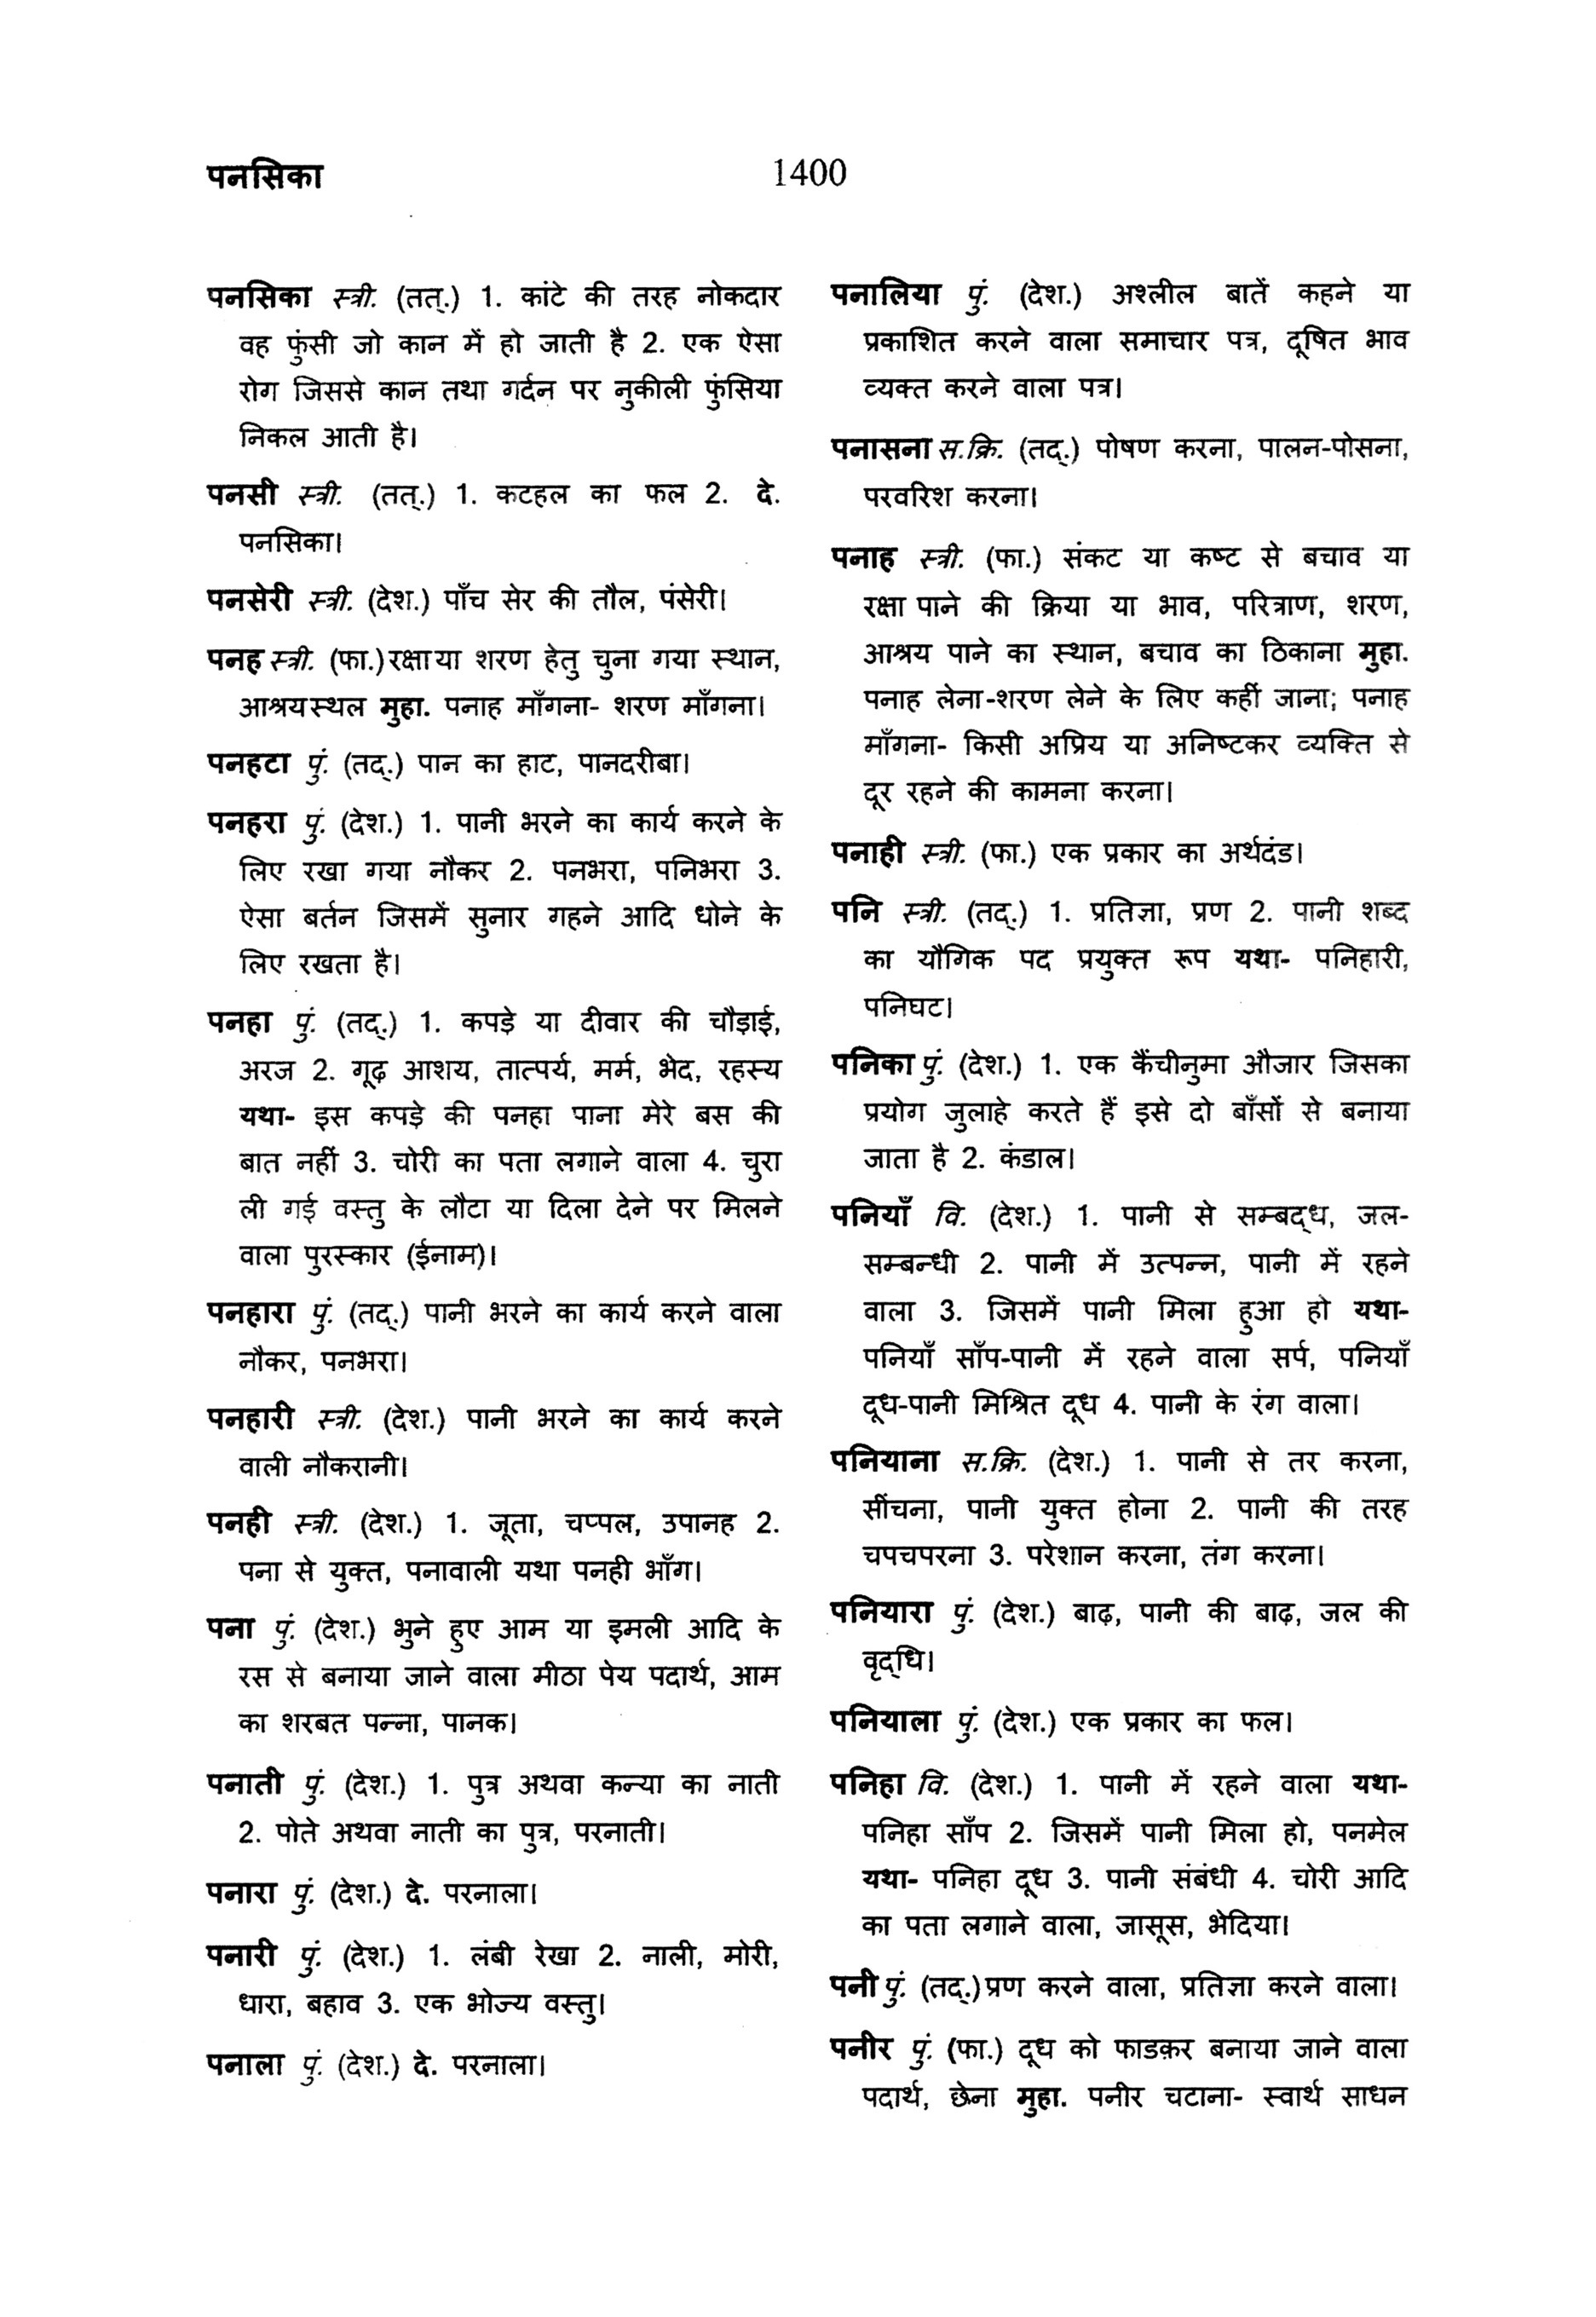 पनसिका
1400
पनसिका स्त्री. (तत्.) 1. कांटे की तरह नोकदार
वह फुंसी जो कान में हो जाती है 2. एक ऐसा
रोग जिससे कान तथा गर्दन पर नुकीली फुंसिया
निकल आती है।
पनसी स्त्री. (तत्.) 1. कटहल का फल 2. दे.
पनसिका।
पनसेरी स्त्री. (देश.) पाँच सेर की तौल, पंसेरी।
पनह स्त्री. (फा.) रक्षा या शरण हेतु चुना गया स्थान,
आश्रय स्थल मुहा. पनाह माँगना- शरण माँगना।
पनहटा पुं. (तद्.) पान का हाट, पानदरीबा।
पनहरा पुं. (देश.) 1. पानी भरने का कार्य करने के
लिए रखा गया नौकर 2. पनभरा, पनिभरा 3.
ऐसा बर्तन जिसमें सुनार गहने आदि धोने के
लिए रखता है।
पनहा पुं. (तद्.) 1. कपड़े या दीवार की चौड़ाई,
अरज 2. गूढ़ आशय, तात्पर्य, मर्म, भेद, रहस्य
यथा- इस कपड़े की पनहा पाना मेरे बस की
बात नहीं 3. चोरी का पता लगाने वाला 4. चुरा
ली गई वस्तु के लौटा या दिला देने पर मिलने
वाला पुरस्कार (ईनाम)।
पनहारा पुं. (तद्.) पानी भरने का कार्य करने वाला
नौकर, पनभरा।
पनहारी स्त्री. (देश.) पानी भरने का कार्य करने
वाली नौकरानी।
पनही स्त्री. (देश.) 1. जूता, चप्पल, उपानह 2.
पना से युक्त, पनावाली यथा पनही भाँग।
पना पुं. (देश.) भुने हुए आम या इमली आदि के
रस से बनाया जाने वाला मीठा पेय पदार्थ, आम
का शरबत पन्ना, पानक।
पनाती पुं. (देश.) 1. पुत्र अथवा कन्या का नाती
2. पोते अथवा नाती का पुत्र, परनाती।
पनारा पुं. (देश.) दे. परनाला।
पनारी पुं. (देश.) 1. लंबी रेखा 2. नाली, मोरी,
धारा, बहाव 3. एक भोज्य वस्तु।
पनाला पुं. (देश.) दे. परनाला।
पनालिया पुं. (देश.) अश्लील बातें कहने या
प्रकाशित करने वाला समाचार पत्र, दूषित भाव
व्यक्त करने वाला पत्र।
पनासना स.क्रि. (तद्.) पोषण करना, पालन-पोसना,
परवरिश करना।
पनाह स्त्री. (फा.) संकट या कष्ट से बचाव या
रक्षा पाने की क्रिया या भाव, परित्राण, शरण,
आश्रय पाने का स्थान, बचाव का ठिकाना मुहा.
पनाह लेना-शरण लेने के लिए कहीं जाना; पनाह
माँगना- किसी अप्रिय या अनिष्टकर व्यक्ति से
दूर रहने की कामना करना।
पनाही स्त्री. (फा.) एक प्रकार का अर्थदंड।
पनि स्त्री. (तद्.) 1. प्रतिज्ञा, प्रण 2. पानी शब्द
का यौगिक पद प्रयुक्त रूप यथा- पनिहारी,
पनिघट।
पनिका पुं. (देश.) 1. एक कैंचीनुमा औजार जिसका
प्रयोग जुलाहे करते हैं इसे दो बाँसों से बनाया
जाता है 2. कंडाल।
पनियाँ वि. (देश.) 1. पानी से सम्बद्ध, जल-
सम्बन्धी 2. पानी में उत्पन्न, पानी में रहने
वाला 3. जिसमें पानी मिला हुआ हो यथा-
पनियाँ साँप-पानी में रहने वाला सर्प, पनियाँ
दूध-पानी मिश्रित दूध 4. पानी के रंग वाला।
पनियाना स.क्रि. (देश.) 1. पानी से तर करना,
सींचना, पानी युक्त होना 2. पानी की तरह
चपचपरना 3. परेशान करना, तंग करना।
पनियारा पुं. (देश.) बाढ़, पानी की बाढ़, जल की
वृद्धि।
पनियाला पुं. (देश.) एक प्रकार का फल।
पनिहा वि. (देश.) 1. पानी में रहने वाला यथा-
पनिहा साँप 2. जिसमें पानी मिला हो, पनमेल
यथा- पनिहा दूध 3. पानी संबंधी 4. चोरी आदि
का पता लगाने वाला, जासूस, भेदिया।
पनी पुं. (तद्.) प्रण करने वाला, प्रतिज्ञा करने वाला।
पनीर पुं. (फा.) दूध को फाडक़र बनाया जाने वाला
पदार्थ, छेना मुहा. पनीर चटाना- स्वार्थ साधन